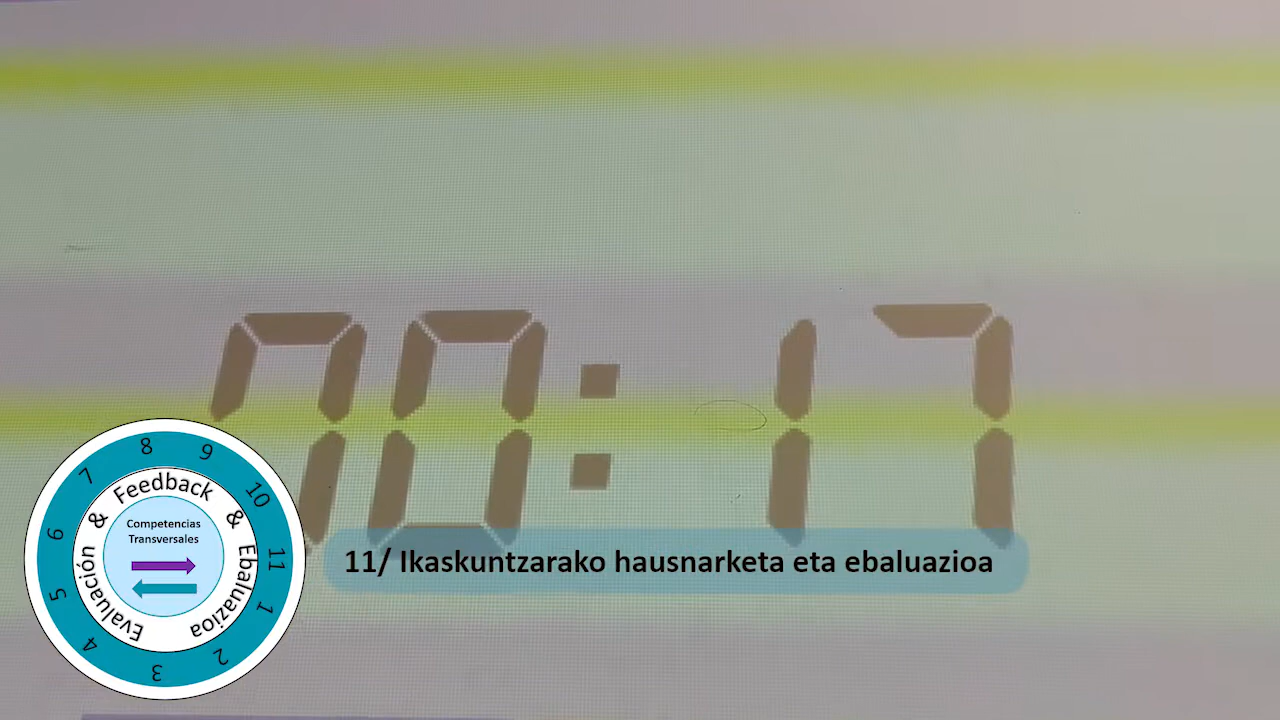 00:17
11/ Ikaskuntzarako hausnarketa eta ebaluazioa
Feedback
&
Ebaluazioa
&
Evaluación
Competencias
Transversales
1
2
3
4
5
6
7
8
9
10
11